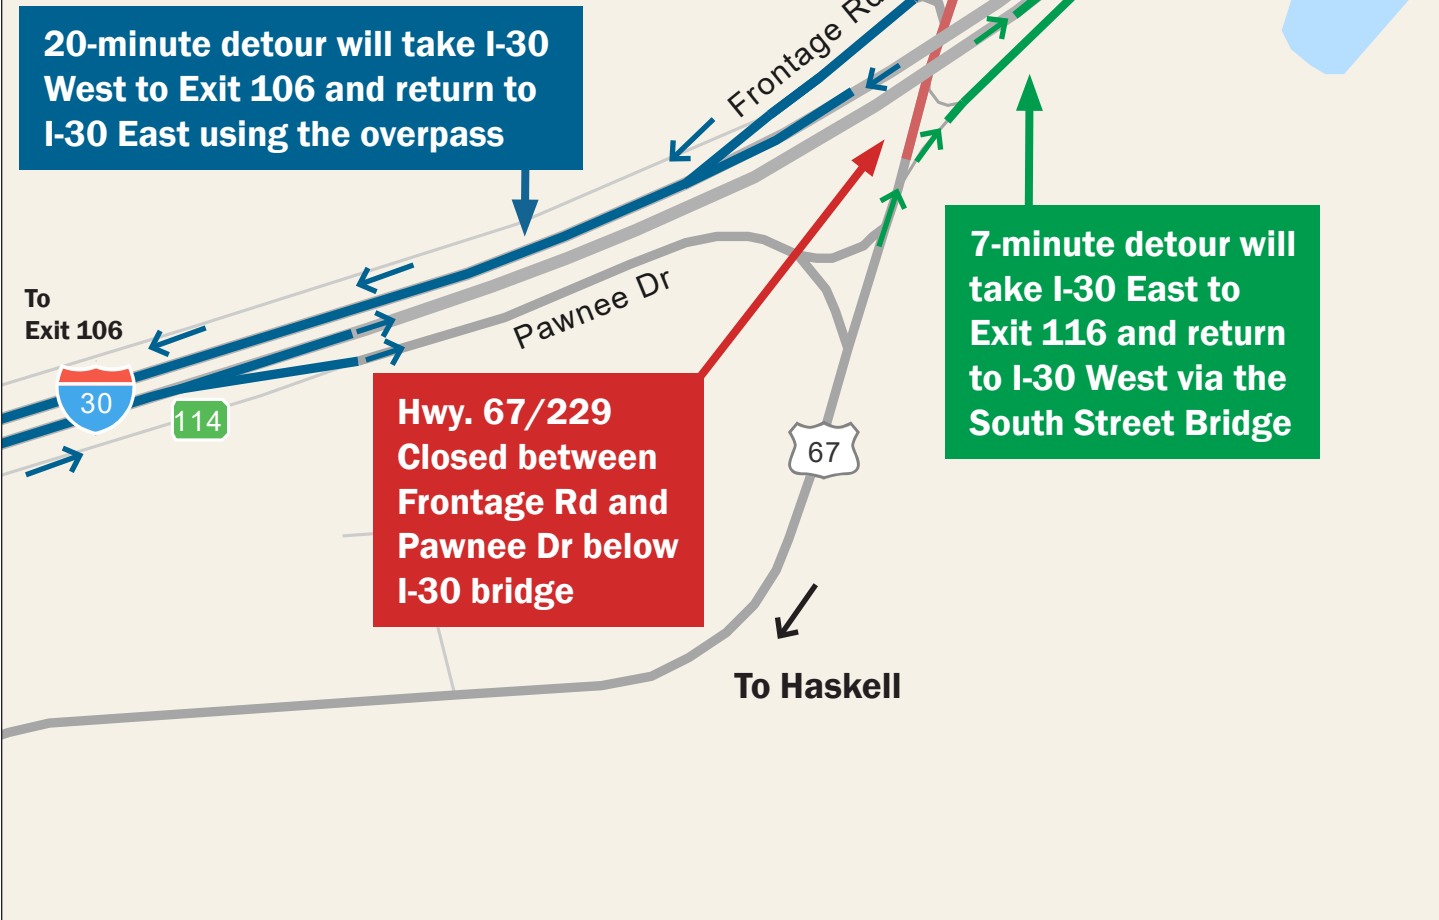 20-minute detour will take I-30
West to Exit 106 and return to
I-30 East using the overpass
Frontage Rd
7-minute detour will
take I-30 East to
Exit 116 and return
to I-30 West via the
South Street Bridge
To
Exit 106
Pawnee Dr
30
114
Hwy. 67/229
Closed between
Frontage Rd and
Pawnee Dr below
I-30 bridge
67
To Haskell